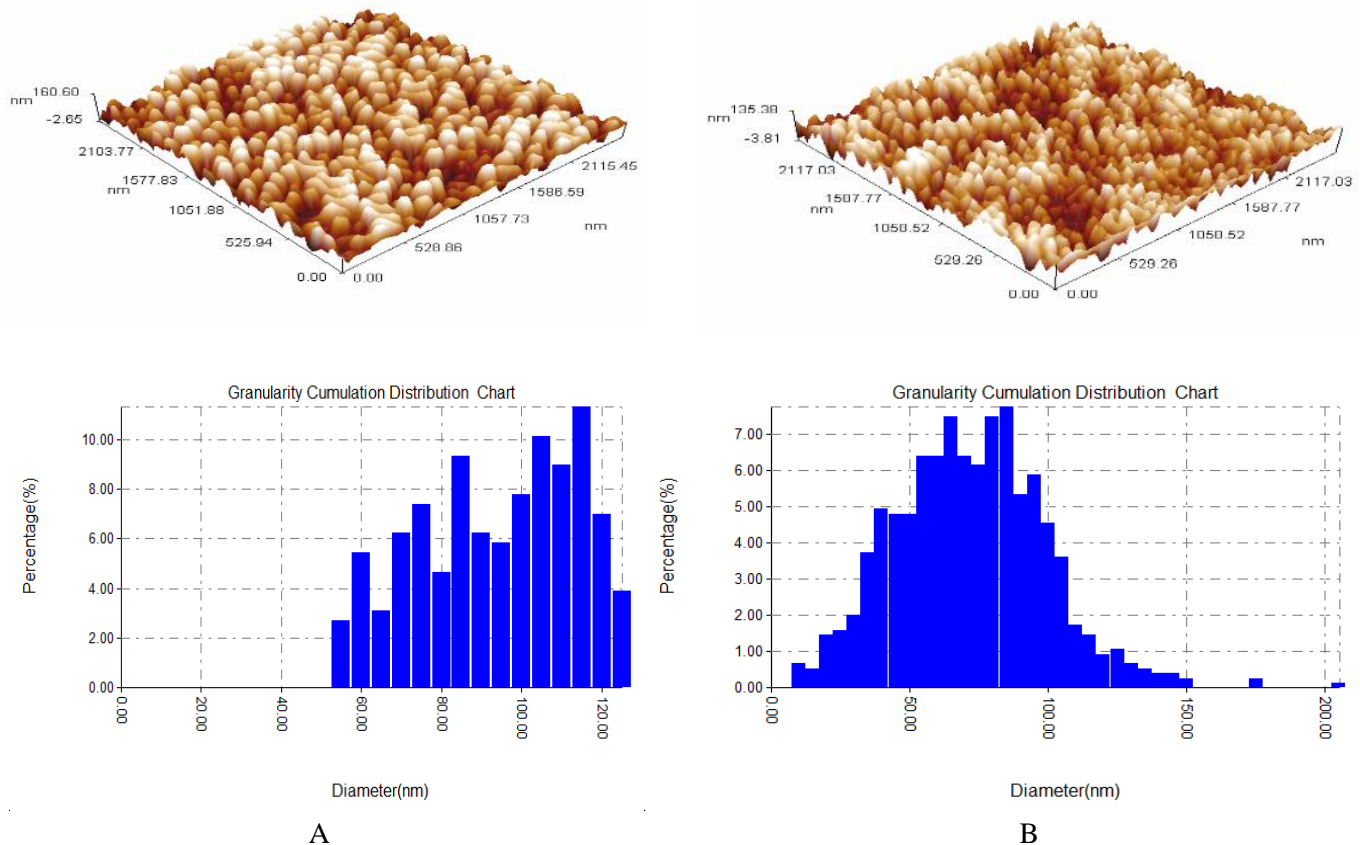 nm 160.60
-2.65
2103.77
1577.83
nm
1051.88
525.94
0.00 0.00
528.86
1057.73
1586.59
2115.45
nm
nm 135.38
-3.81
2117.03
1587.77
nm
1058.52
529.26
0.00 0.00
529.26
1058.52
1587.77
2117.03
nm
Granularity Cumulation Distribution Chart
Percentage(%)
10.00
8.00
6.00
4.00
2.00
0.00
0.00 20.00 40.00 60.00 80.00 100.00 120.00
Diameter(nm)
A
Granularity Cumulation Distribution Chart
Percentage(%)
7.00
6.00
5.00
4.00
3.00
2.00
1.00
0.00
0.00 50.00 100.00 150.00 200.00
Diameter(nm)
B